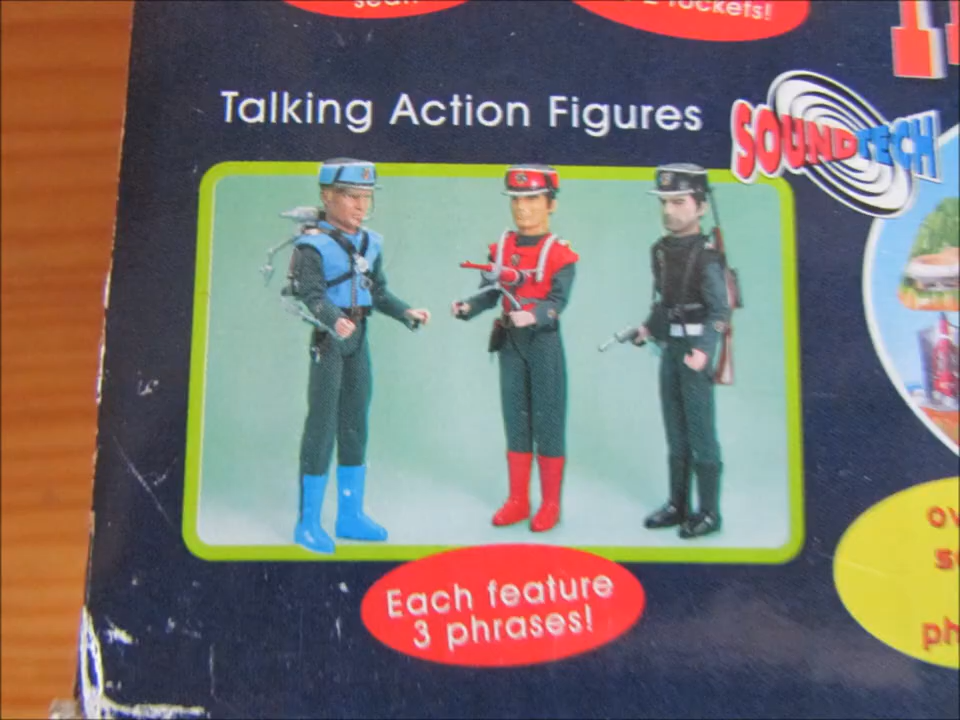 rockets!
Talking Action Figures
SOUNDTECH
Each feature
3 phrases!